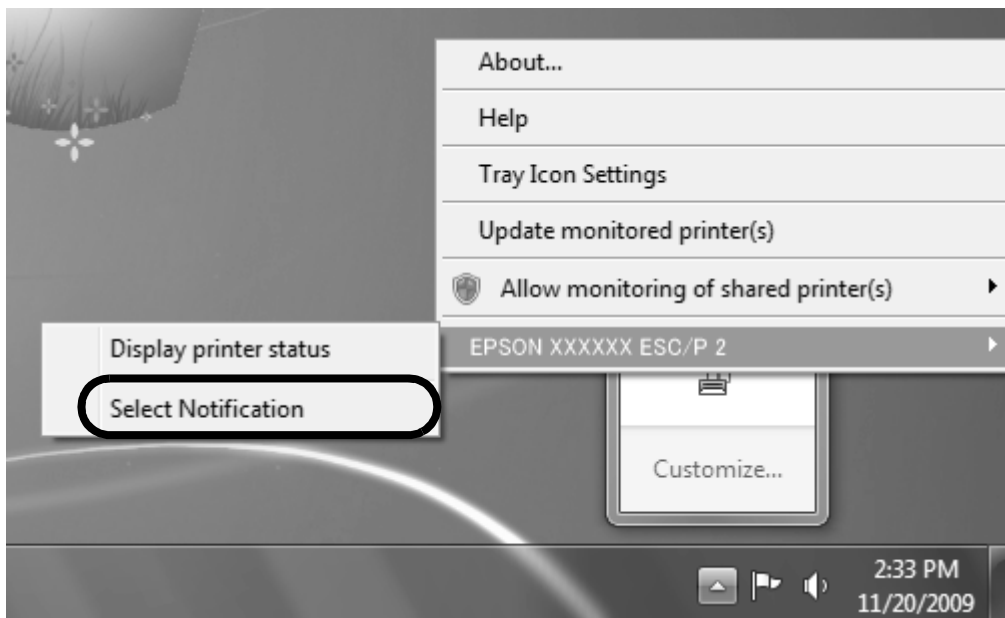 About...
Help
Tray Icon Settings
Update monitored printer(s)
Allow monitoring of shared printer(s)
EPSON XXXXXX ESC/P 2
Display printer status
Select Notification
Customize...
2:33 PM
11/20/2009